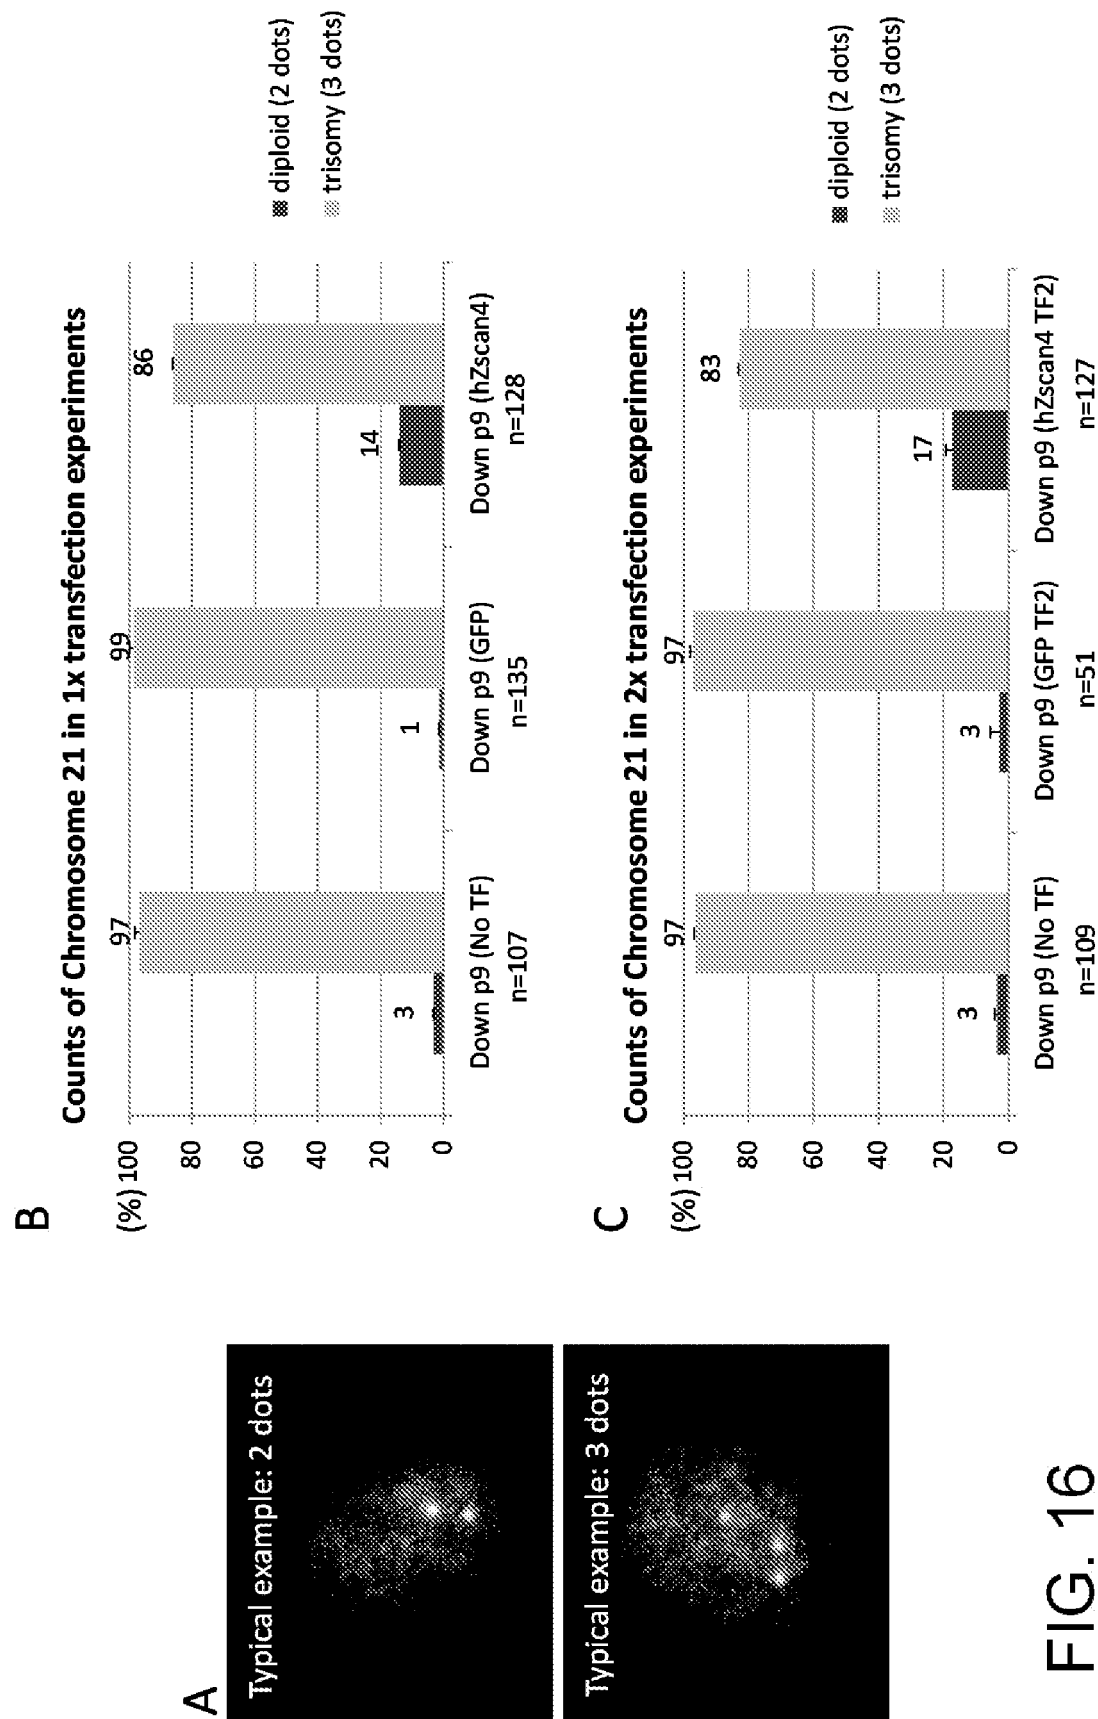 A
Typical example: 2 dots
Typical example: 3 dots
B
Counts of Chromosome 21 in 1x transfection experiments
(%) 100
80
60
40
20
0
97
3
99
1
86
14
Down p9 (No TF)
n=107
Down p9 (GFP)
n=135
Down p9 (hZscan4)
n=128
diploid (2 dots)
trisomy (3 dots)
C
Counts of Chromosome 21 in 2x transfection experiments
(%) 100
80
60
40
20
0
97
3
97
3
83
17
Down p9 (No TF)
n=109
Down p9 (GFP TF2)
n=51
Down p9 (hZscan4 TF2)
n=127
diploid (2 dots)
trisomy (3 dots)
FIG. 16